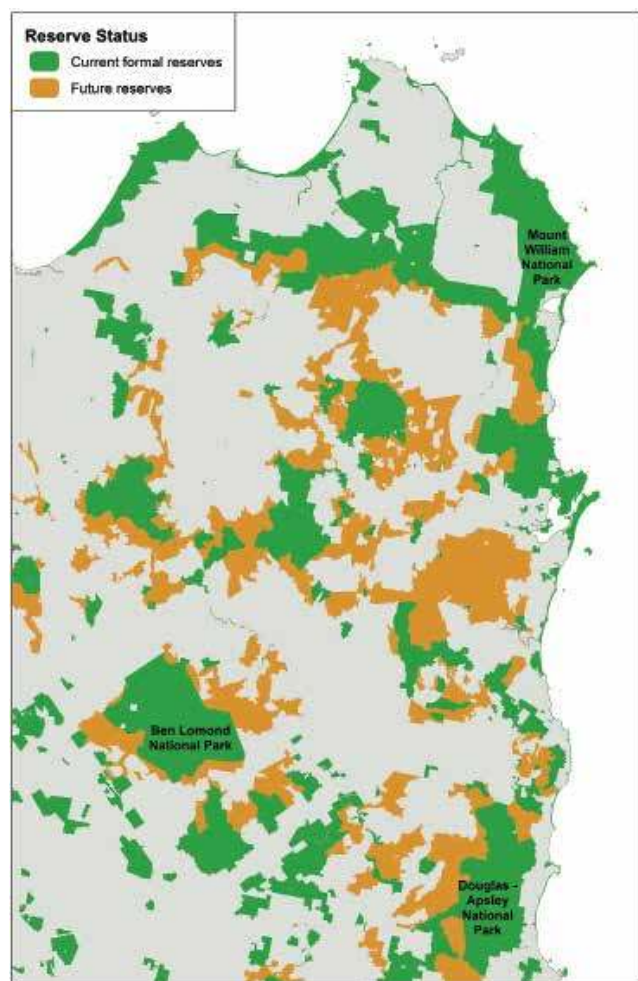 Reserve Status
Current formal reserves
Future reserves
Mount
William
National
Park
Ben Lomond
National Park
Douglas -
Apsley
National
Park